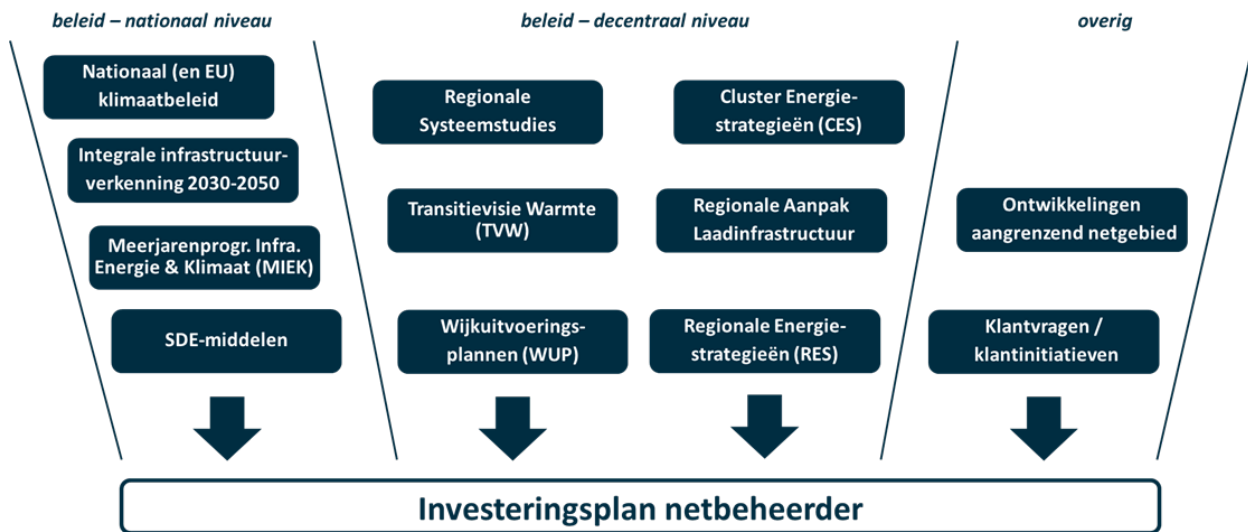 beleid – nationaal niveau
Nationaal (en EU)
klimaatbeleid
Integrale infrastructuur-
verkenning 2030-2050
Meerjarenprogr. Infra.
Energie & Klimaat (MIEK)
SDE-middelen
beleid – decentraal niveau
Regionale
Systeemstudies
Cluster Energie-
strategieën (CES)
Transitievisie Warmte
(TVW)
Regionale Aanpak
Laadinfrastructuur
Wijkuitvoerings-
plannen (WUP)
Regionale Energie-
strategieën (RES)
overig
Ontwikkelingen
aangrenzend netgebied
Klantvragen /
klantinitiatieven
Investeringsplan netbeheerder